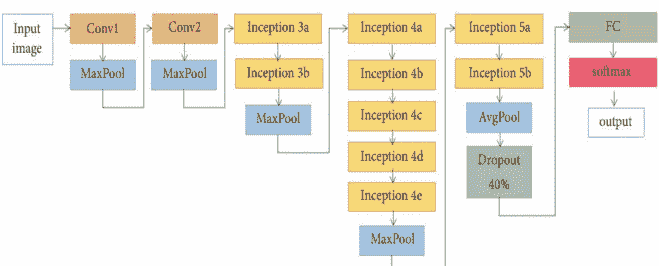 Input
image
Conv1
MaxPool
Conv2
MaxPool
Inception 3a
Inception 3b
MaxPool
Inception 4a
Inception 4b
Inception 4c
Inception 4d
Inception 4e
MaxPool
Inception 5a
Inception 5b
AvgPool
Dropout
40%
FC
softmax
output